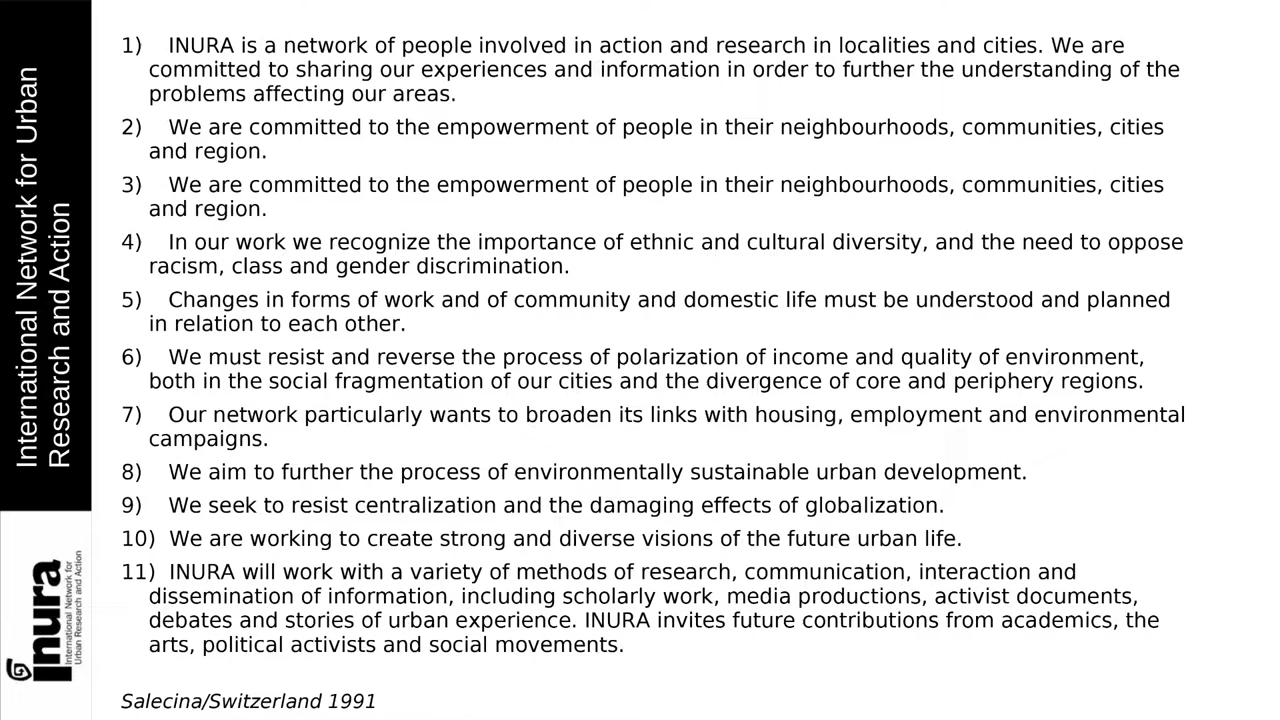 International Network for Urban
Research and Action
Inura
International Network for
Urban Research and Action
1) INURA is a network of people involved in action and research in localities and cities. We are
committed to sharing our experiences and information in order to further the understanding of the
problems affecting our areas.
2) We are committed to the empowerment of people in their neighbourhoods, communities, cities
and region.
3) We are committed to the empowerment of people in their neighbourhoods, communities, cities
and region.
4) In our work we recognize the importance of ethnic and cultural diversity, and the need to oppose
racism, class and gender discrimination.
5) Changes in forms of work and of community and domestic life must be understood and planned
in relation to each other.
6) We must resist and reverse the process of polarization of income and quality of environment,
both in the social fragmentation of our cities and the divergence of core and periphery regions.
7) Our network particularly wants to broaden its links with housing, employment and environmental
campaigns.
8) We aim to further the process of environmentally sustainable urban development.
9) We seek to resist centralization and the damaging effects of globalization.
10) We are working to create strong and diverse visions of the future urban life.
11) INURA will work with a variety of methods of research, communication, interaction and
dissemination of information, including scholarly work, media productions, activist documents,
debates and stories of urban experience. INURA invites future contributions from academics, the
arts, political activists and social movements.
Salecina/Switzerland 1991